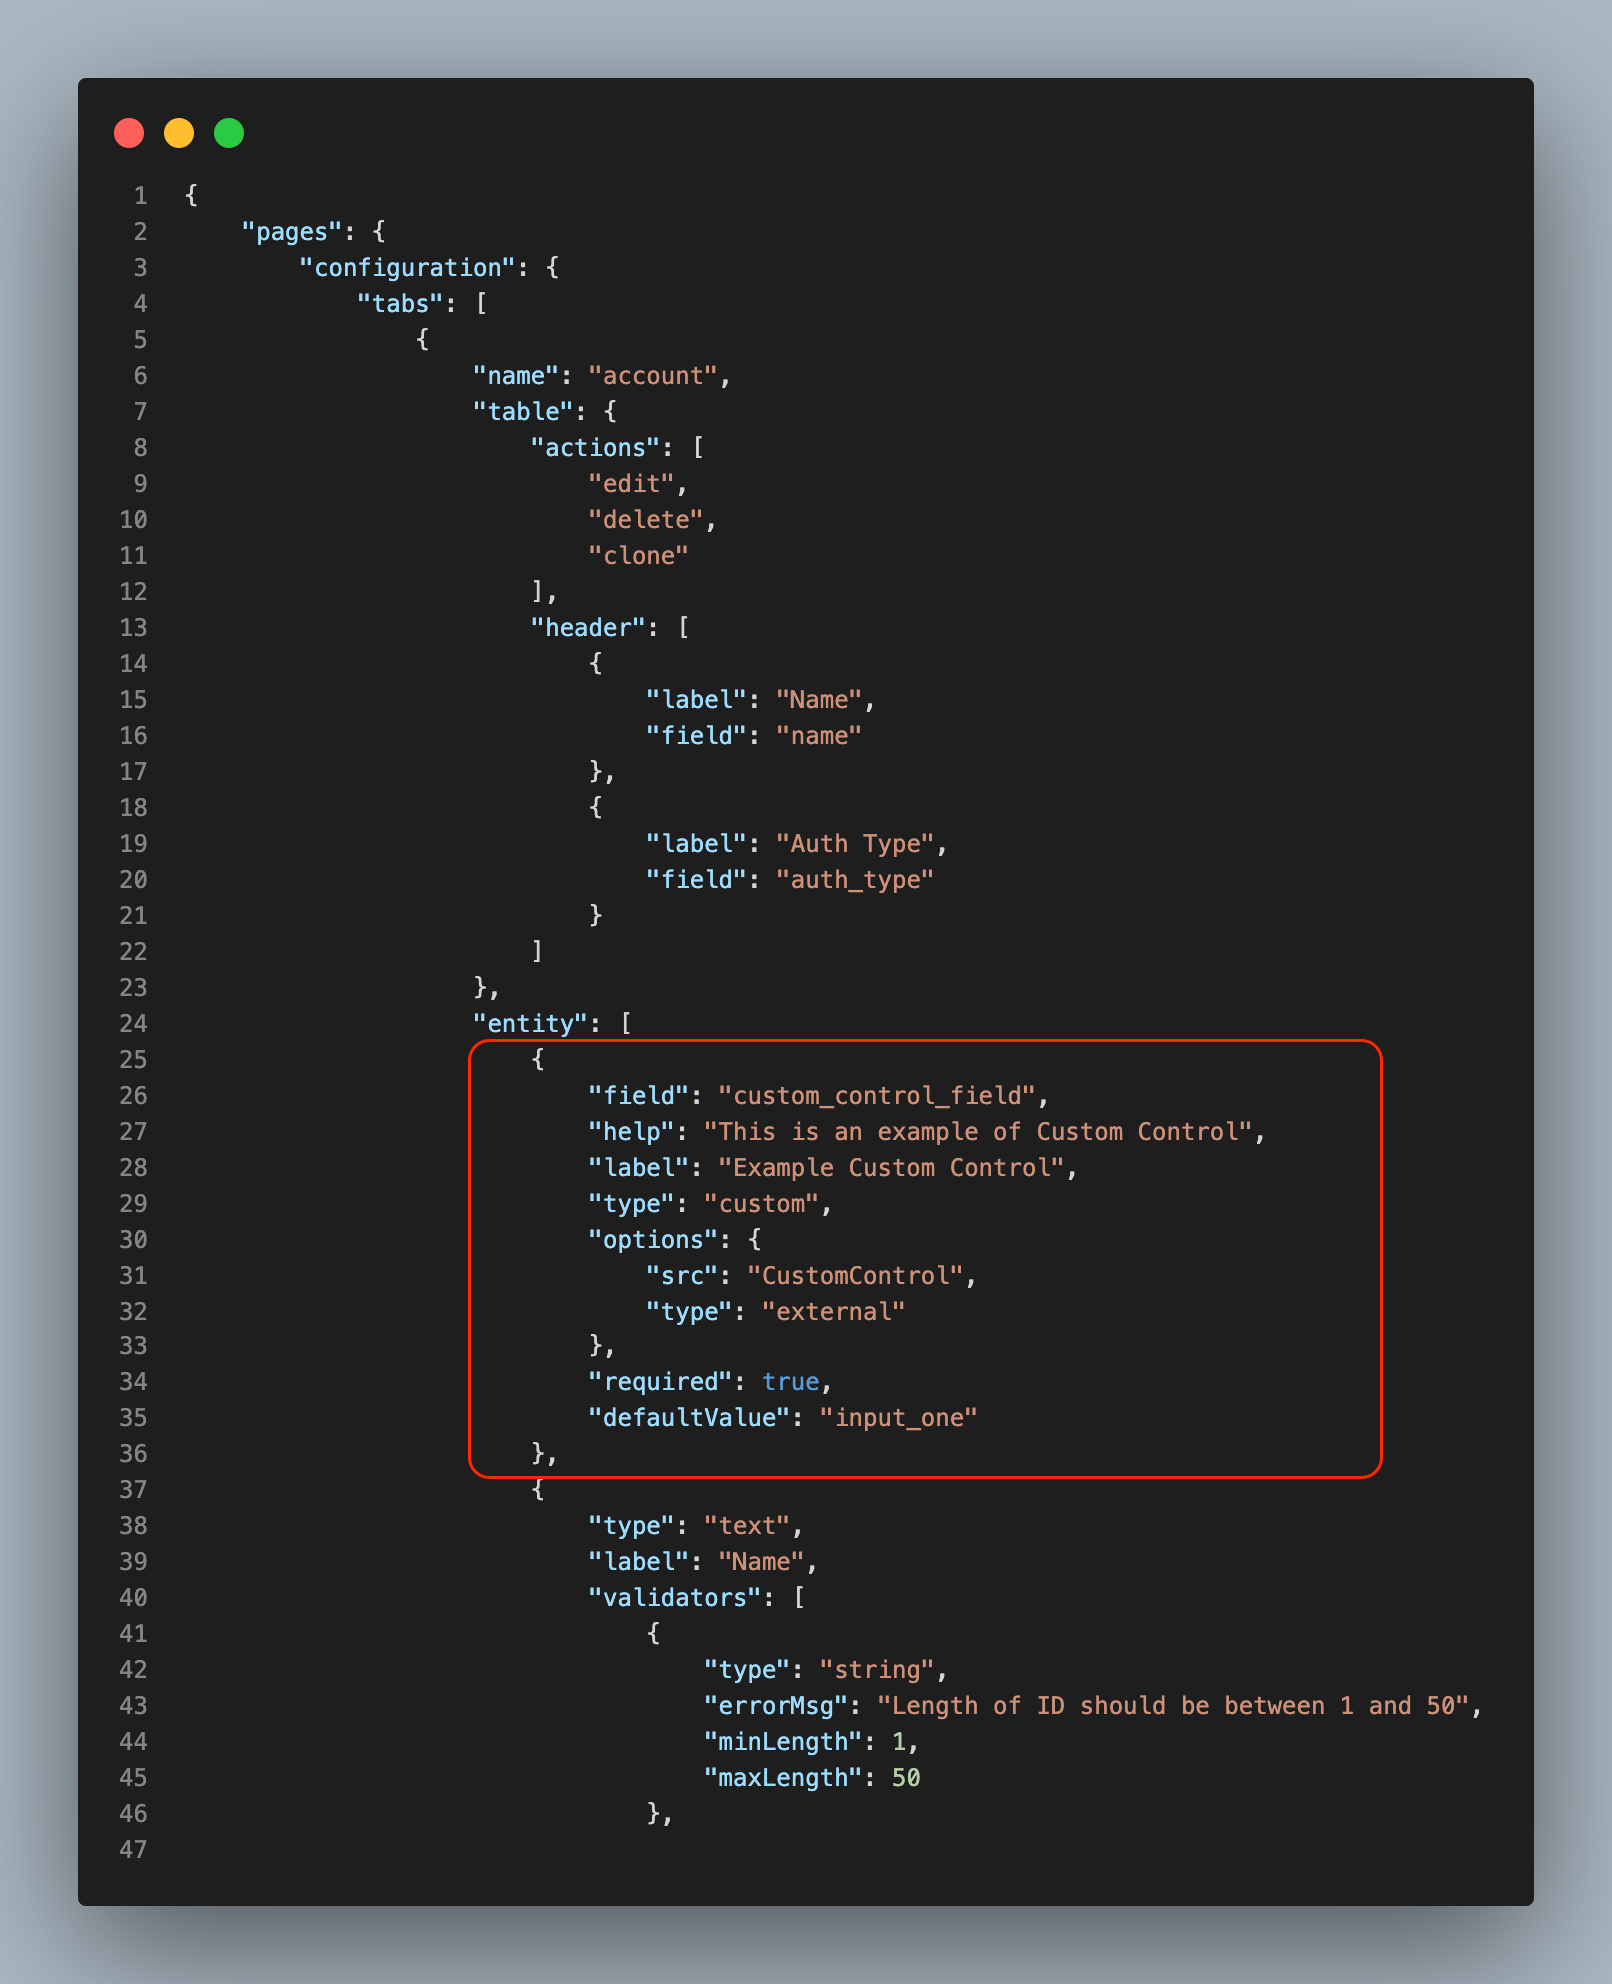 1 {
2     "pages": {
3         "configuration": {
4             "tabs": [
5                 {
6                     "name": "account",
7                     "table": {
8                         "actions": [
9                             "edit",
10                             "delete",
11                             "clone"
12                         ],
13                         "header": [
14                             {
15                                 "label": "Name",
16                                 "field": "name"
17                             },
18                             {
19                                 "label": "Auth Type",
20                                 "field": "auth_type"
21                             }
22                         ]
23                     },
24                     "entity": [
25                         {
26                             "field": "custom_control_field",
27                             "help": "This is an example of Custom Control",
28                             "label": "Example Custom Control",
29                             "type": "custom",
30                             "options": {
31                                 "src": "CustomControl",
32                                 "type": "external"
33                             },
34                             "required": true,
35                             "defaultValue": "input_one"
36                         },
37                         {
38                             "type": "text",
39                             "label": "Name",
40                             "validators": [
41                                 {
42                                     "type": "string",
43                                     "errorMsg": "Length of ID should be between 1 and 50",
44                                     "minLength": 1,
45                                     "maxLength": 50
46                                 },
47